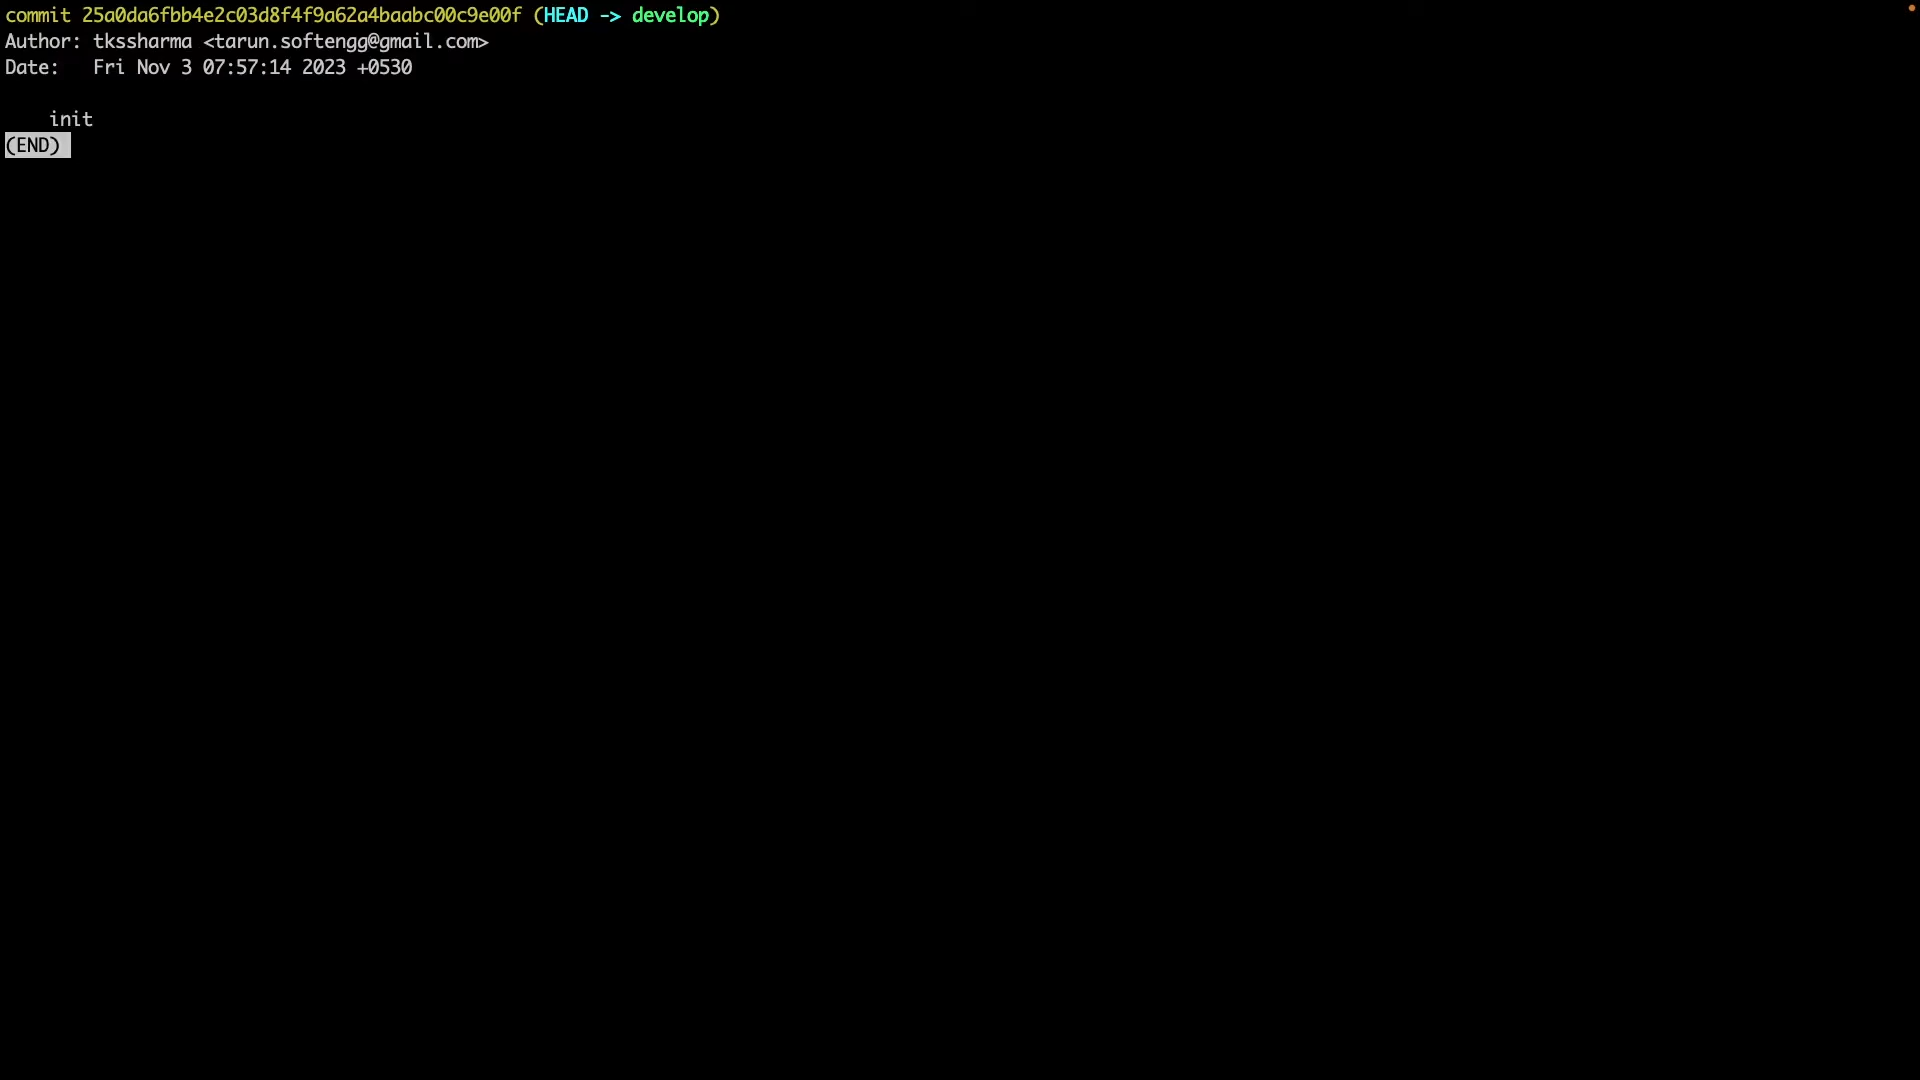 commit 25a0da6fbb4e2c03d8f4f9a62a4baabc00c9e00f (HEAD -> develop)
Author: tkssharma <tarun.softengg@gmail.com>
Date:   Fri Nov 3 07:57:14 2023 +0530
init
(END)